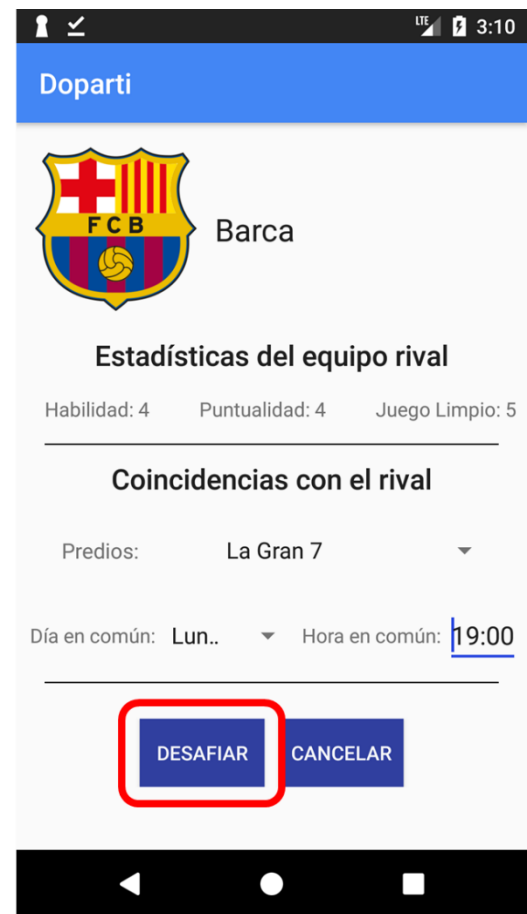 LTE 3:10
Doparti
FCB
Barca
Estadísticas del equipo rival
Habilidad: 4 Puntualidad: 4 Juego Limpio: 5
Coincidencias con el rival
Predios: La Gran 7
Día en común: Lun.. Hora en común: 19:00
DESAFIAR CANCELAR